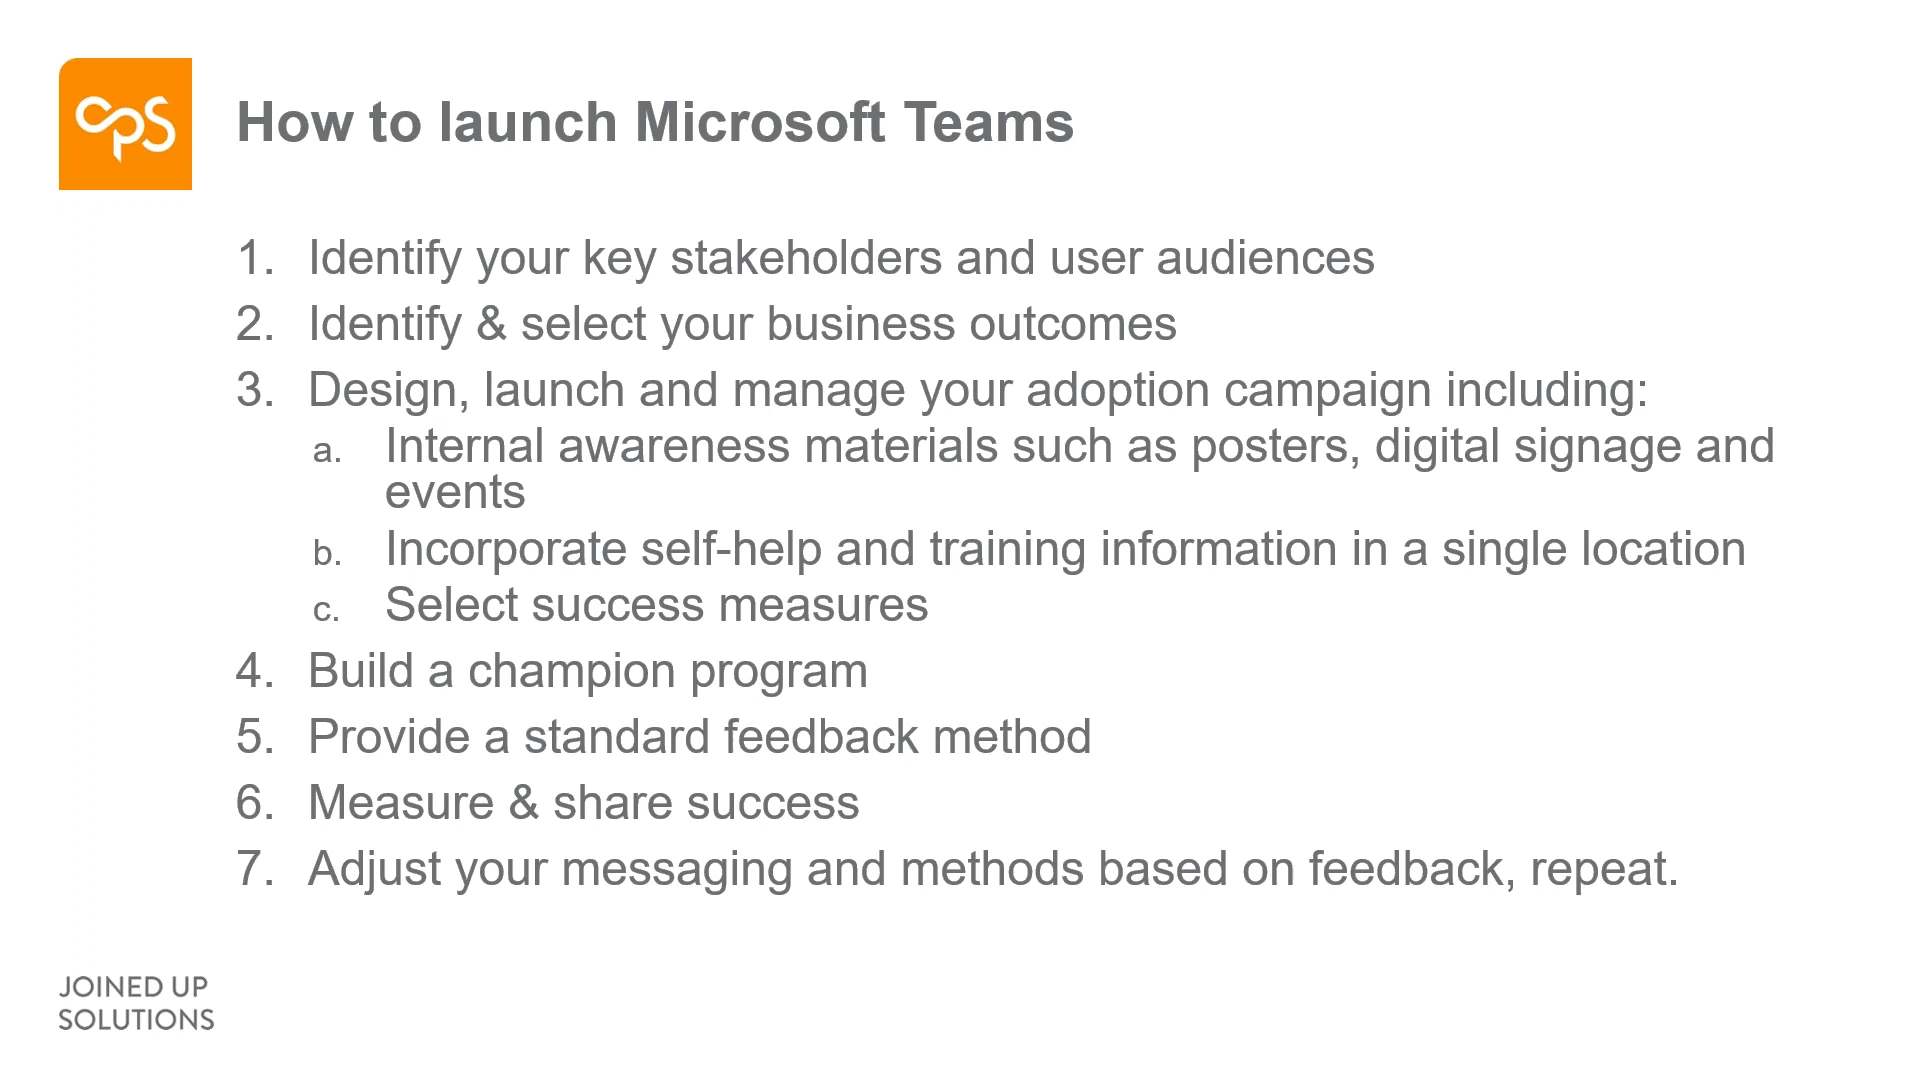 cps
How to launch Microsoft Teams
1. Identify your key stakeholders and user audiences
2. Identify & select your business outcomes
3. Design, launch and manage your adoption campaign including:
a. Internal awareness materials such as posters, digital signage and
events
b. Incorporate self-help and training information in a single location
c. Select success measures
4. Build a champion program
5. Provide a standard feedback method
6. Measure & share success
7. Adjust your messaging and methods based on feedback, repeat.
JOINED UP
SOLUTIONS